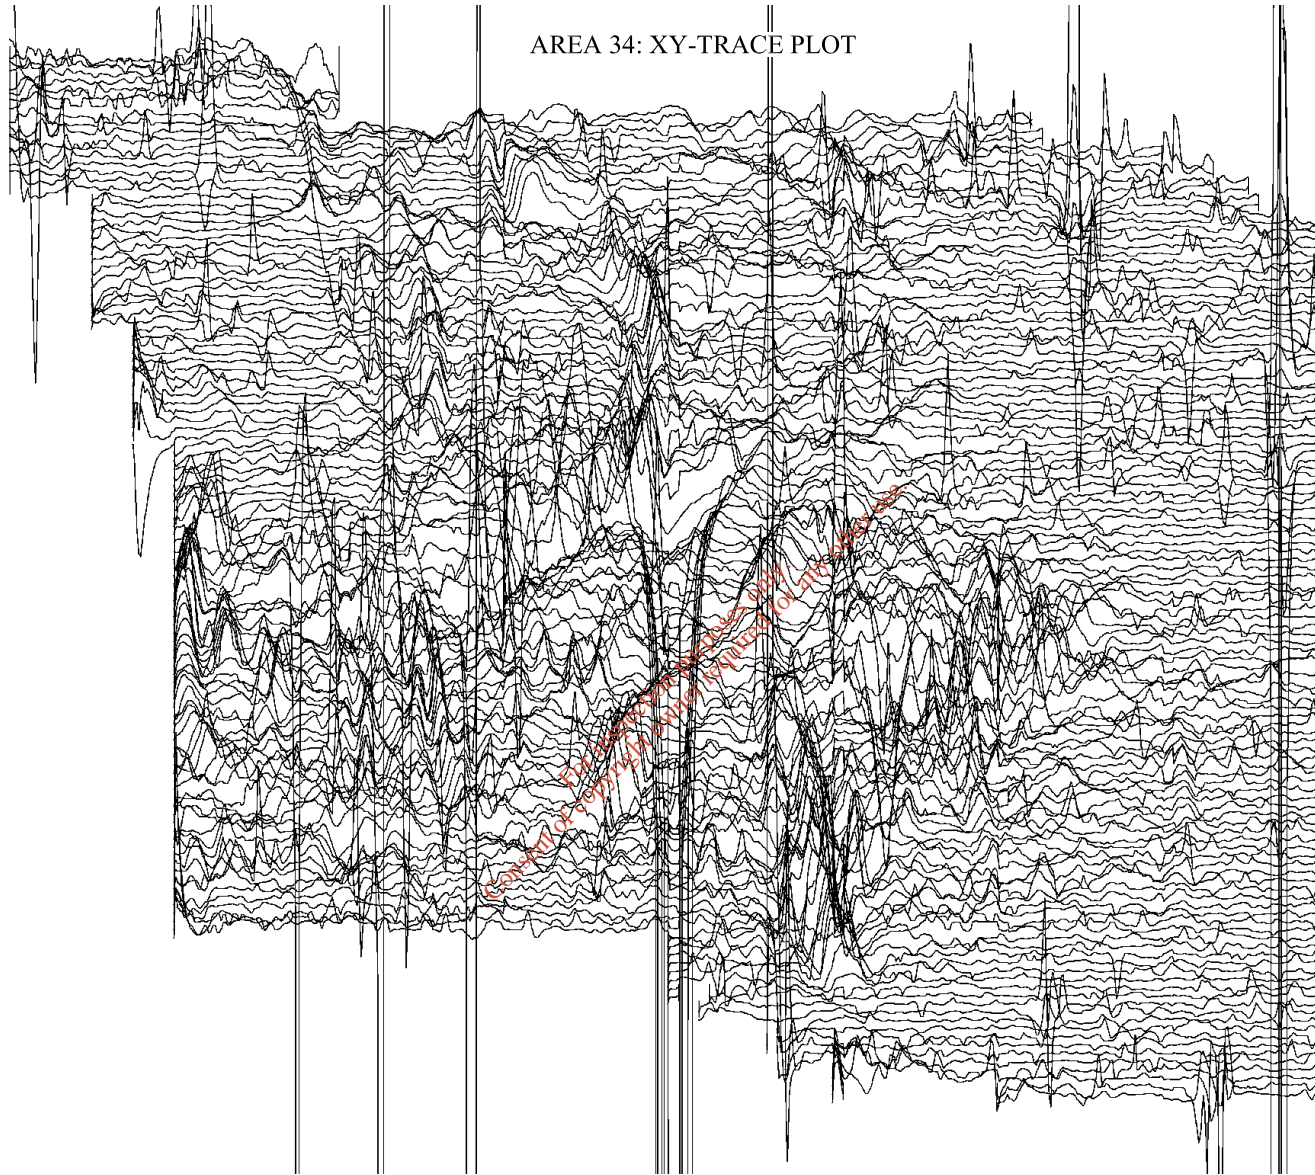 AREA 34: XY-TRACE PLOT
For inspection purposes only.
Consent of copyright owner required for any other use.